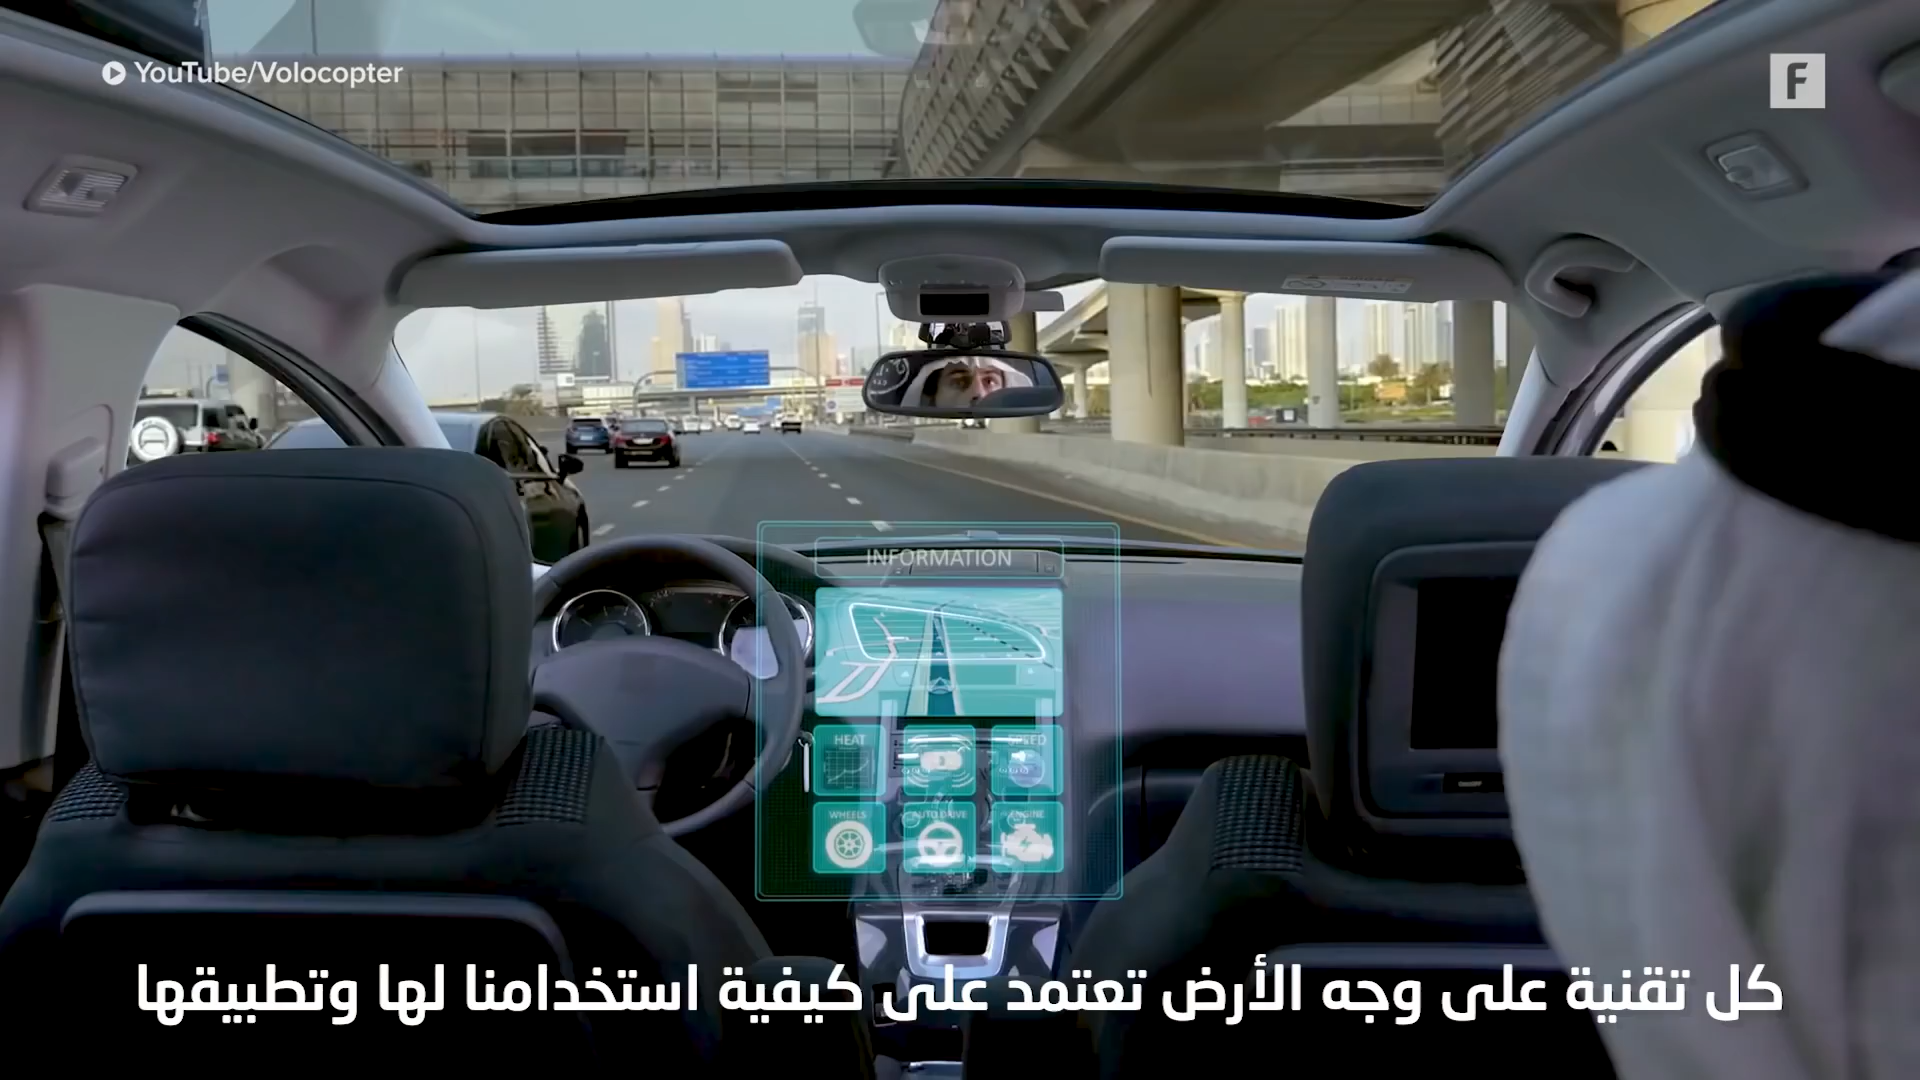 YouTube/Volocopter
F
INFORMATION
HEAT
SPEED
WHEELS
AUTO DRIVE
ENGINE
كل تقنية على وجه الأرض تعتمد على كيفية استخدامنا لها وتطبيقها